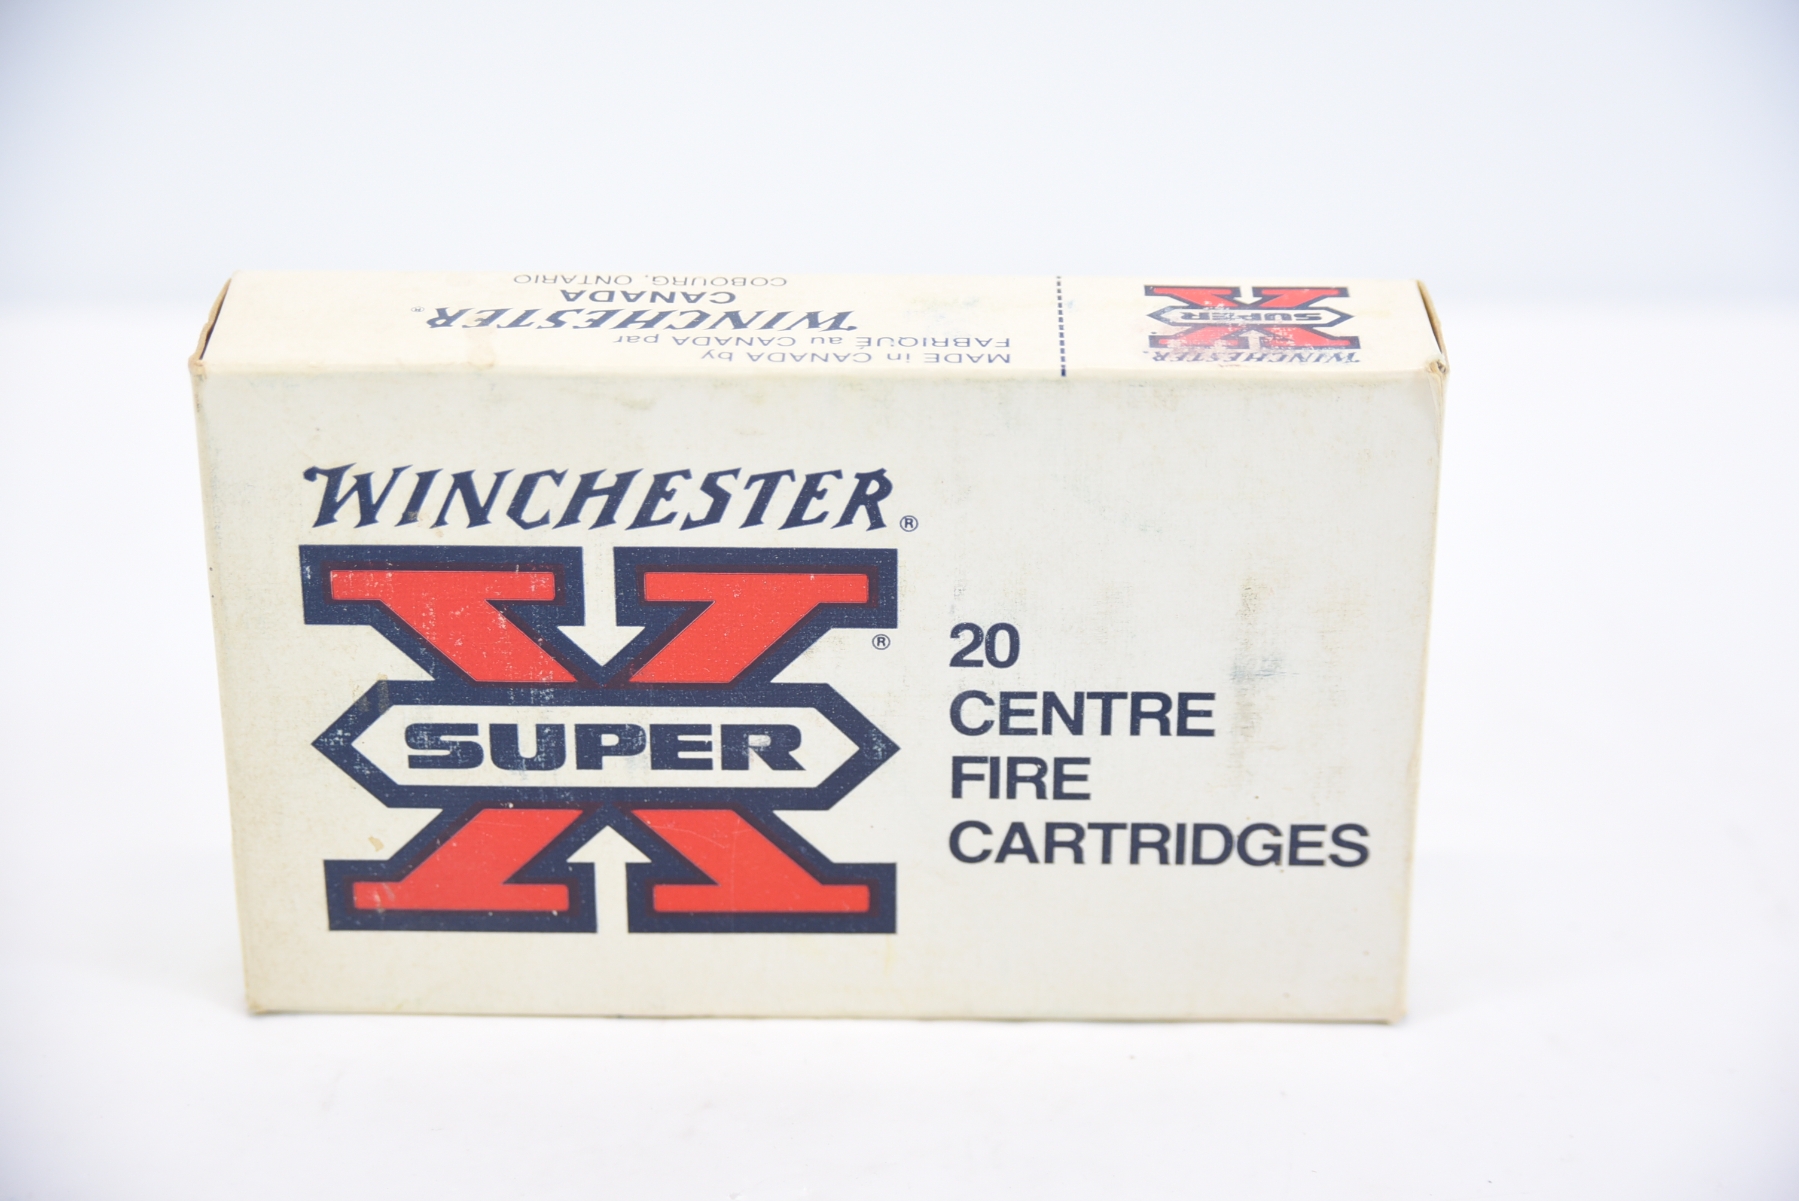 MADE in CANADA by
FABRIQUÉ au CANADA par
WINCHESTER®
CANADA
COBOURG, ONTARIO
WINCHESTER®
SUPER X
WINCHESTER®
SUPER X®
20
CENTRE
FIRE
CARTRIDGES